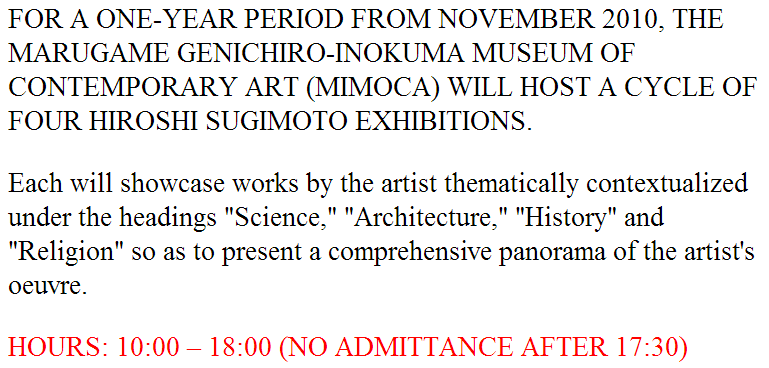 FOR A ONE-YEAR PERIOD FROM NOVEMBER 2010, THE
MARUGAME GENICHIRO-INOKUMA MUSEUM OF
CONTEMPORARY ART (MIMOCA) WILL HOST A CYCLE OF
FOUR HIROSHI SUGIMOTO EXHIBITIONS.
Each will showcase works by the artist thematically contextualized
under the headings "Science," "Architecture," "History" and
"Religion" so as to present a comprehensive panorama of the artist's
oeuvre.
HOURS: 10:00 – 18:00 (NO ADMITTANCE AFTER 17:30)